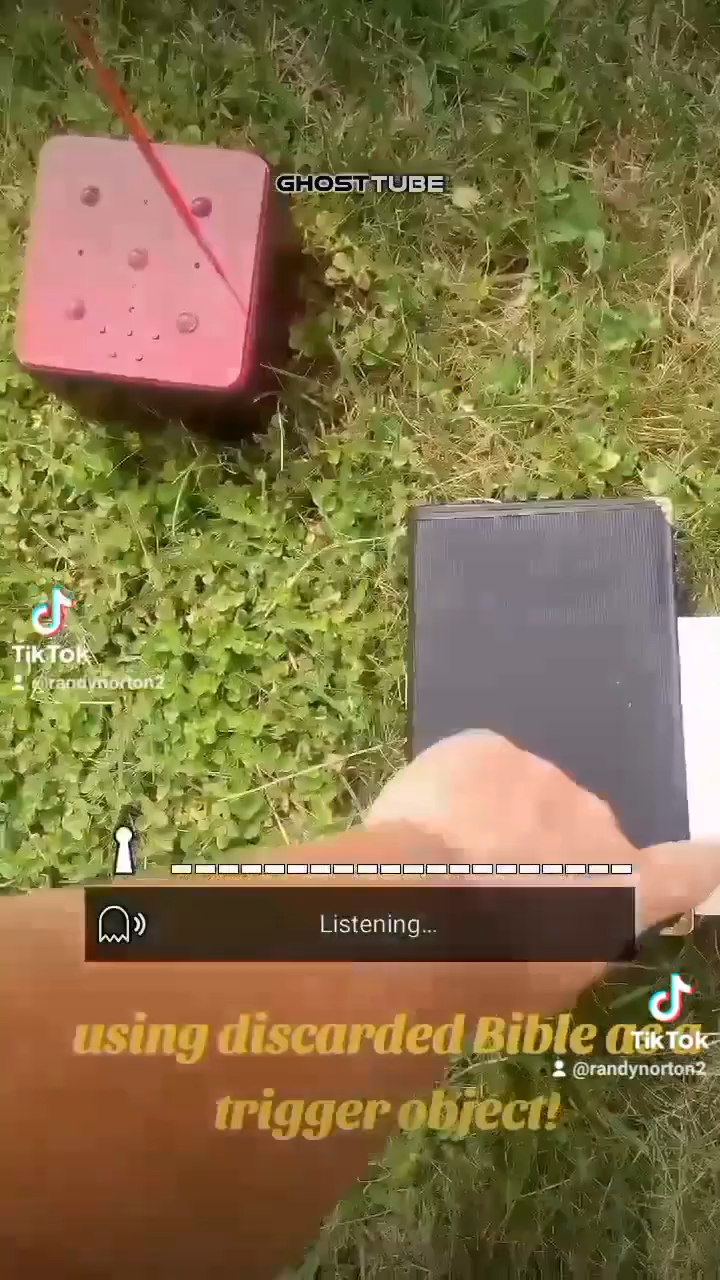 GHOSTTUBE
TikTok
@randynorton2
Listening...
using discarded Bible as a
TikTok
@randynorton2
trigger object!